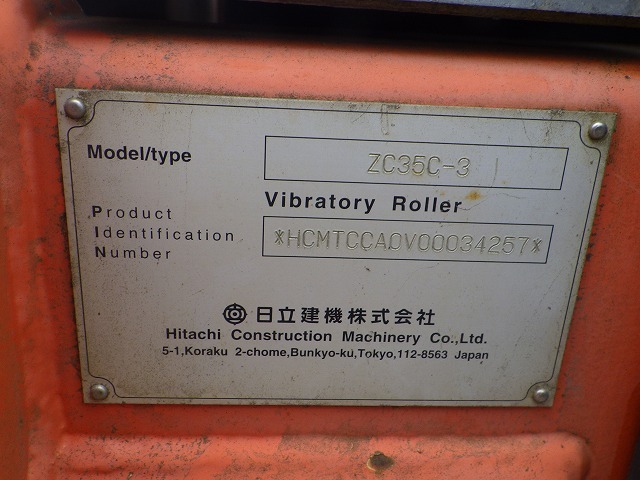 Model/type ZC35C-3
Vibratory Roller
Product
Identification *HCMTCCA0V00034257*
Number
日立建機株式会社
Hitachi Construction Machinery Co.,Ltd.
5-1,Koraku 2-chome,Bunkyo-ku,Tokyo,112-8563 Japan